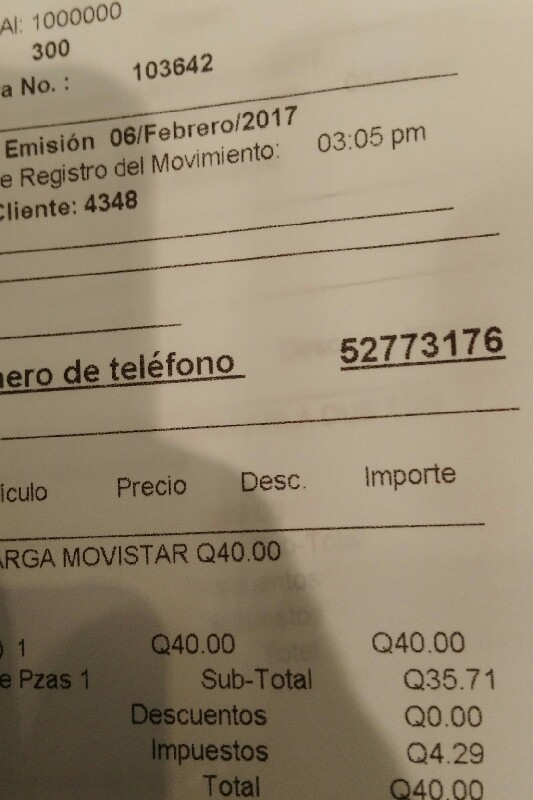 Al: 1000000
300
a No. : 103642
Emisión 06/Febrero/2017
e Registro del Movimiento: 03:05 pm
Cliente: 4348
nero de teléfono 52773176
ículo Precio Desc. Importe
ARGA MOVISTAR Q40.00
) 1 Q40.00 Q40.00
e Pzas 1 Sub-Total Q35.71
Descuentos Q0.00
Impuestos Q4.29
Total Q40.00